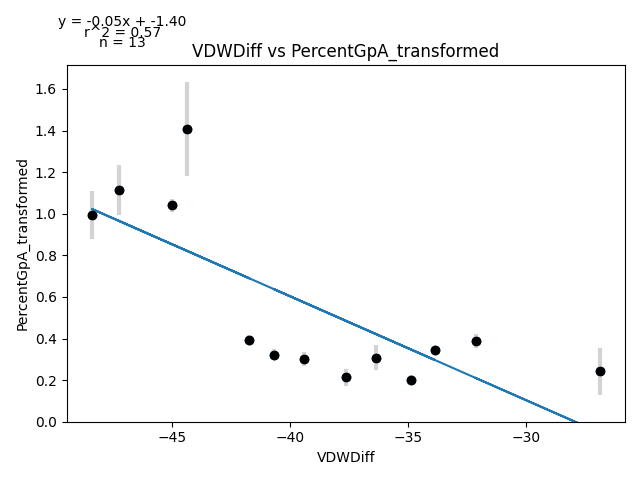 y = -0.05x + -1.40
r^2 = 0.57
n = 13
VDWDiff vs PercentGpA_transformed
PercentGpA_transformed
1.6
1.4
1.2
1.0
0.8
0.6
0.4
0.2
0.0
−45
−40
−35
−30
VDWDiff